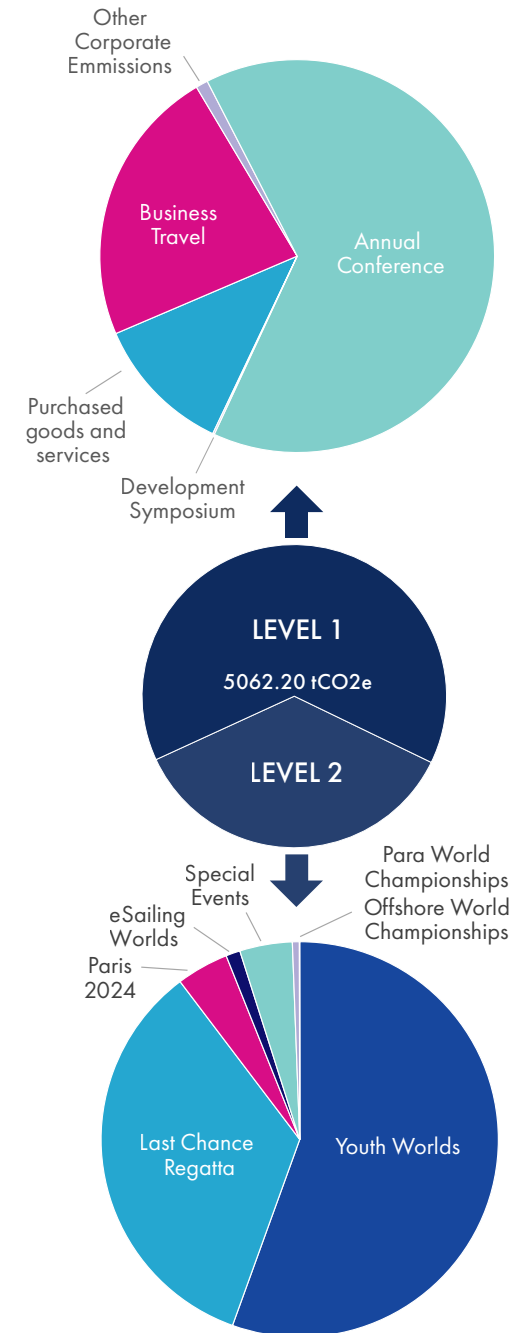 Other
Corporate
Emmissions
Business
Travel
Annual
Conference
Purchased
goods and
services
Development
Symposium
LEVEL 1
5062.20 tCO2e
LEVEL 2
Para World
Championships
Special
Events
Offshore World
Championships
eSailing
Worlds
Paris
2024
Last Chance
Regatta
Youth Worlds